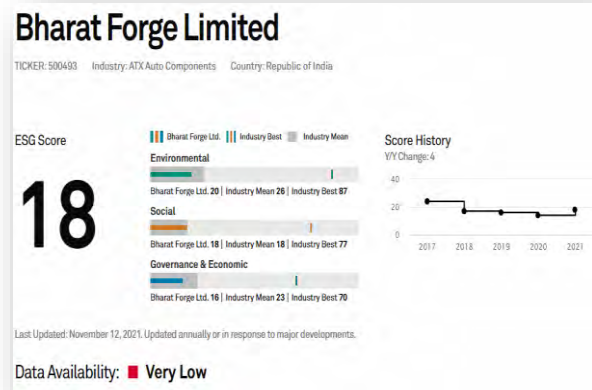 Bharat Forge Limited
TICKER: 500493 Industry: ATX Auto Components Country: Republic of India
ESG Score
18
Bharat Forge Ltd. Industry Best Industry Mean
Environmental
Bharat Forge Ltd. 20 | Industry Mean 26 | Industry Best 87
Social
Bharat Forge Ltd. 18 | Industry Mean 18 | Industry Best 77
Governance & Economic
Bharat Forge Ltd. 16 | Industry Mean 23 | Industry Best 70
Score History
Y/Y Change: 4
40
20
0
2017 2018 2019 2020 2021
Last Updated: November 12, 2021. Updated annually or in response to major developments.
Data Availability: Very Low